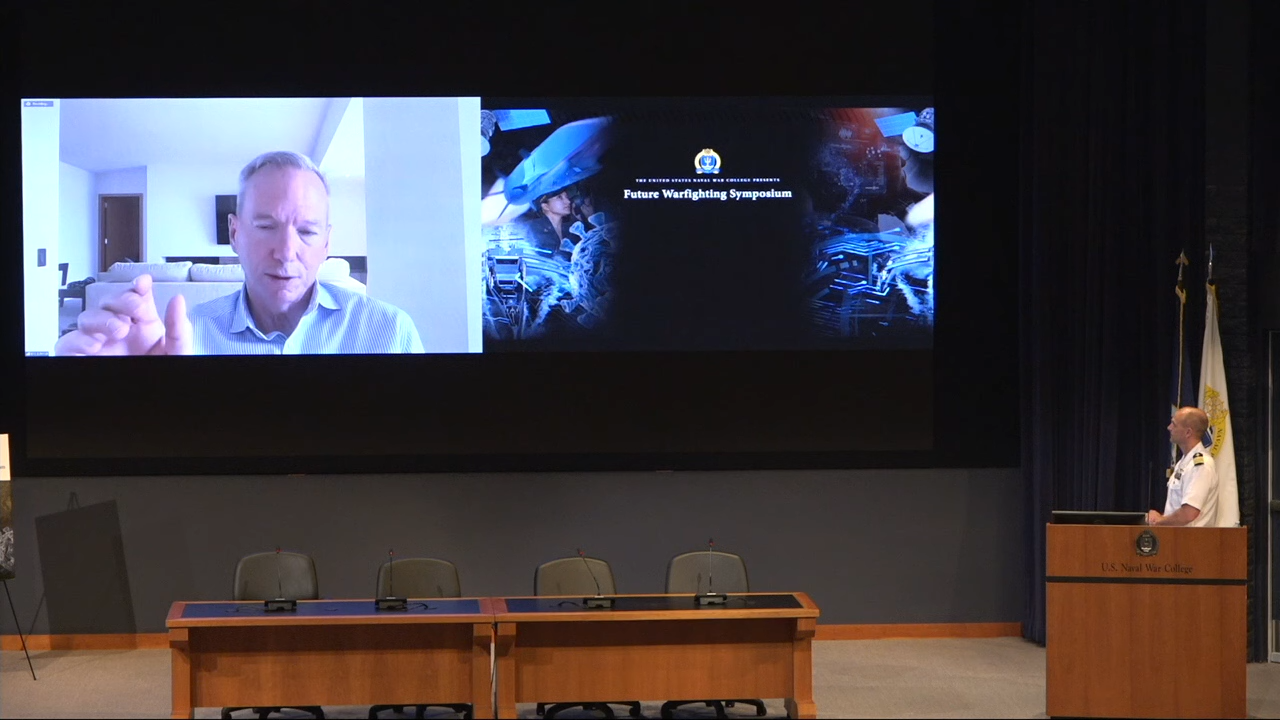 THE UNITED STATES NAVAL WAR COLLEGE PRESENTS
Future Warfighting Symposium
U.S. Naval War College